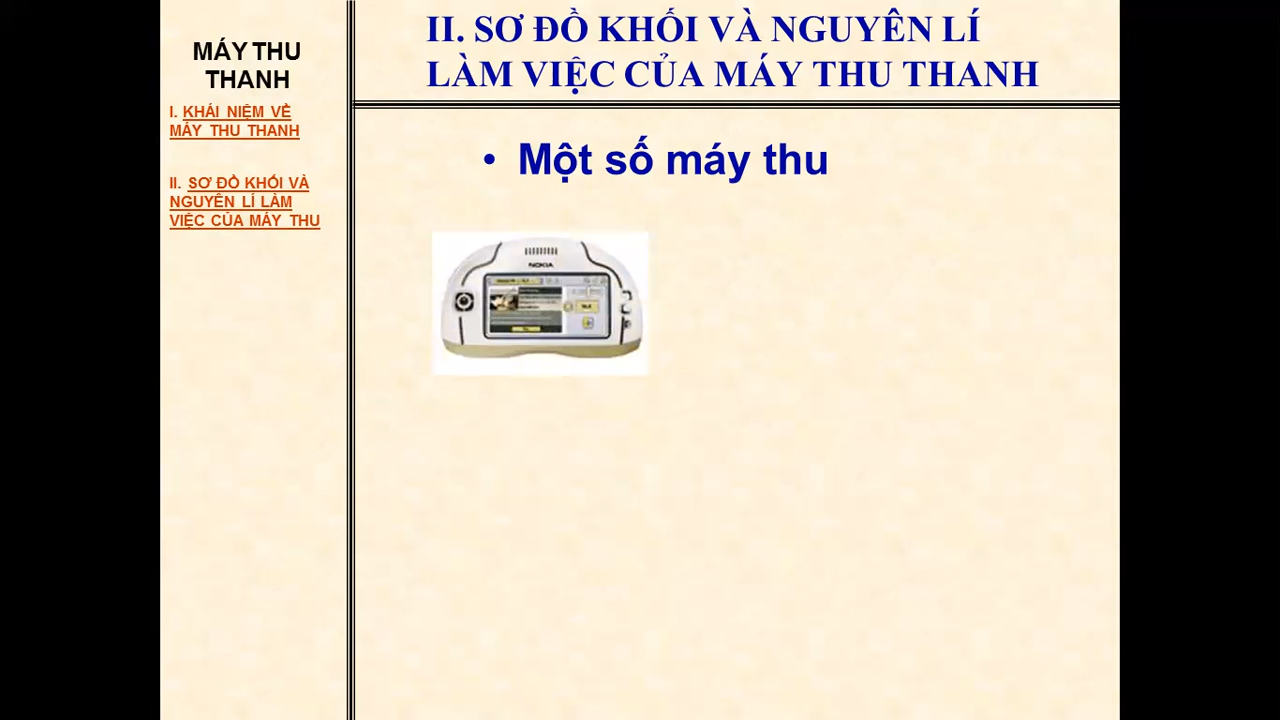 MÁY THU
THANH
I. KHÁI NIỆM VỀ
MÁY THU THANH
II. SƠ ĐỒ KHỐI VÀ
NGUYÊN LÍ LÀM
VIỆC CỦA MÁY THU
II. SƠ ĐỒ KHỐI VÀ NGUYÊN LÍ
LÀM VIỆC CỦA MÁY THU THANH
• Một số máy thu
NOKIA